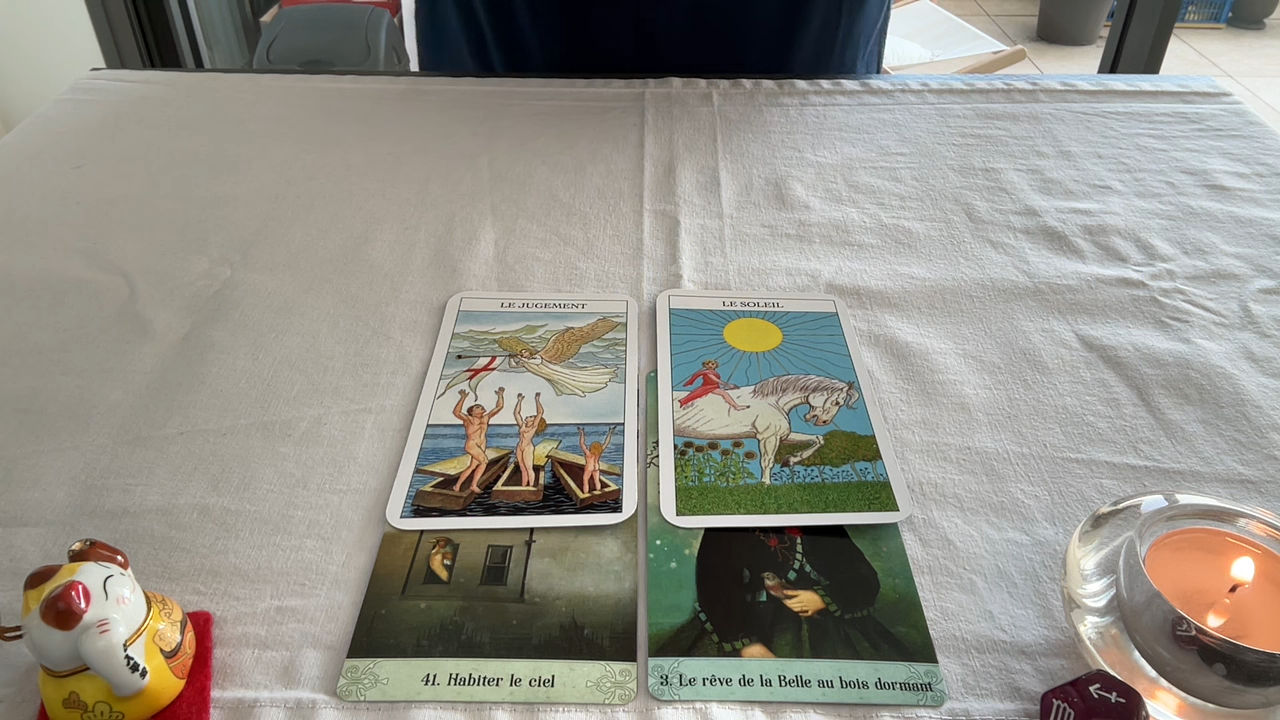 LE JUGEMENT
LE SOLEIL
41. Habiter le ciel
3. Le rêve de la Belle au bois dormant